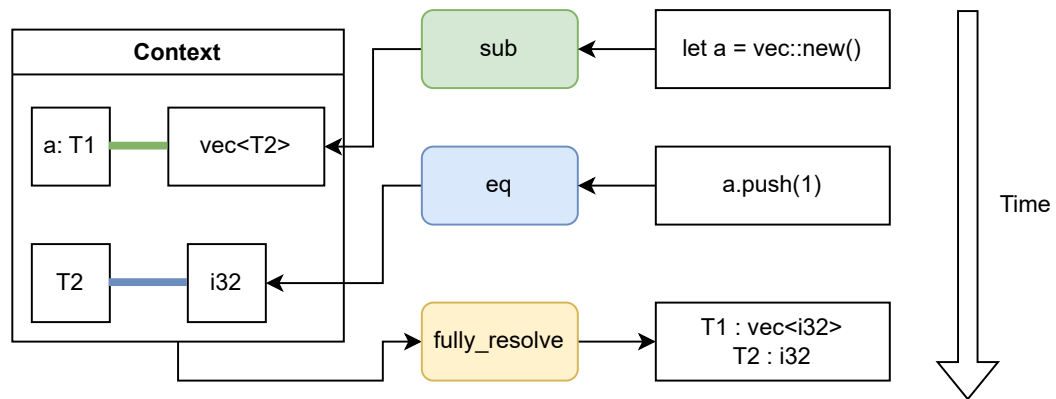 Context
sub
let a = vec::new()
a: T1
vec<T2>
eq
a.push(1)
Time
T2
i32
fully_resolve
T1 : vec<i32>
T2 : i32